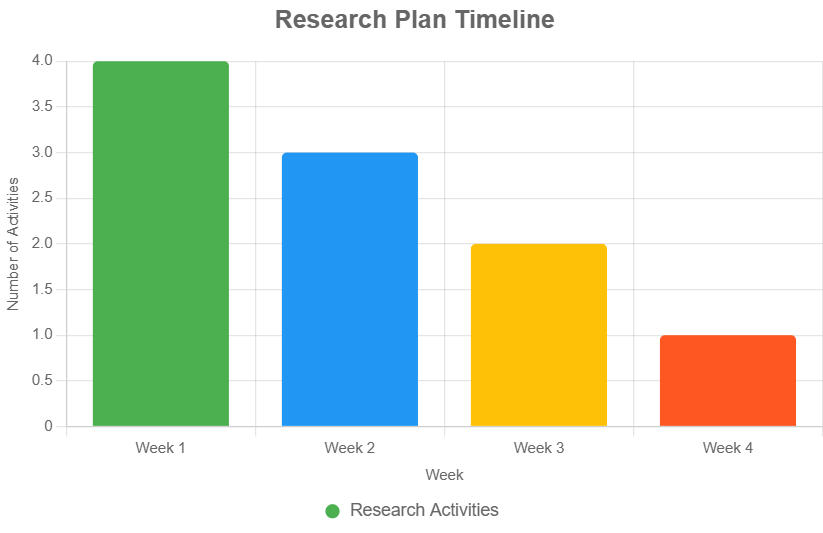 Research Plan Timeline
Number of Activities
4.0
3.5
3.0
2.5
2.0
1.5
1.0
0.5
0
Week 1 Week 2 Week 3 Week 4
Week
Research Activities